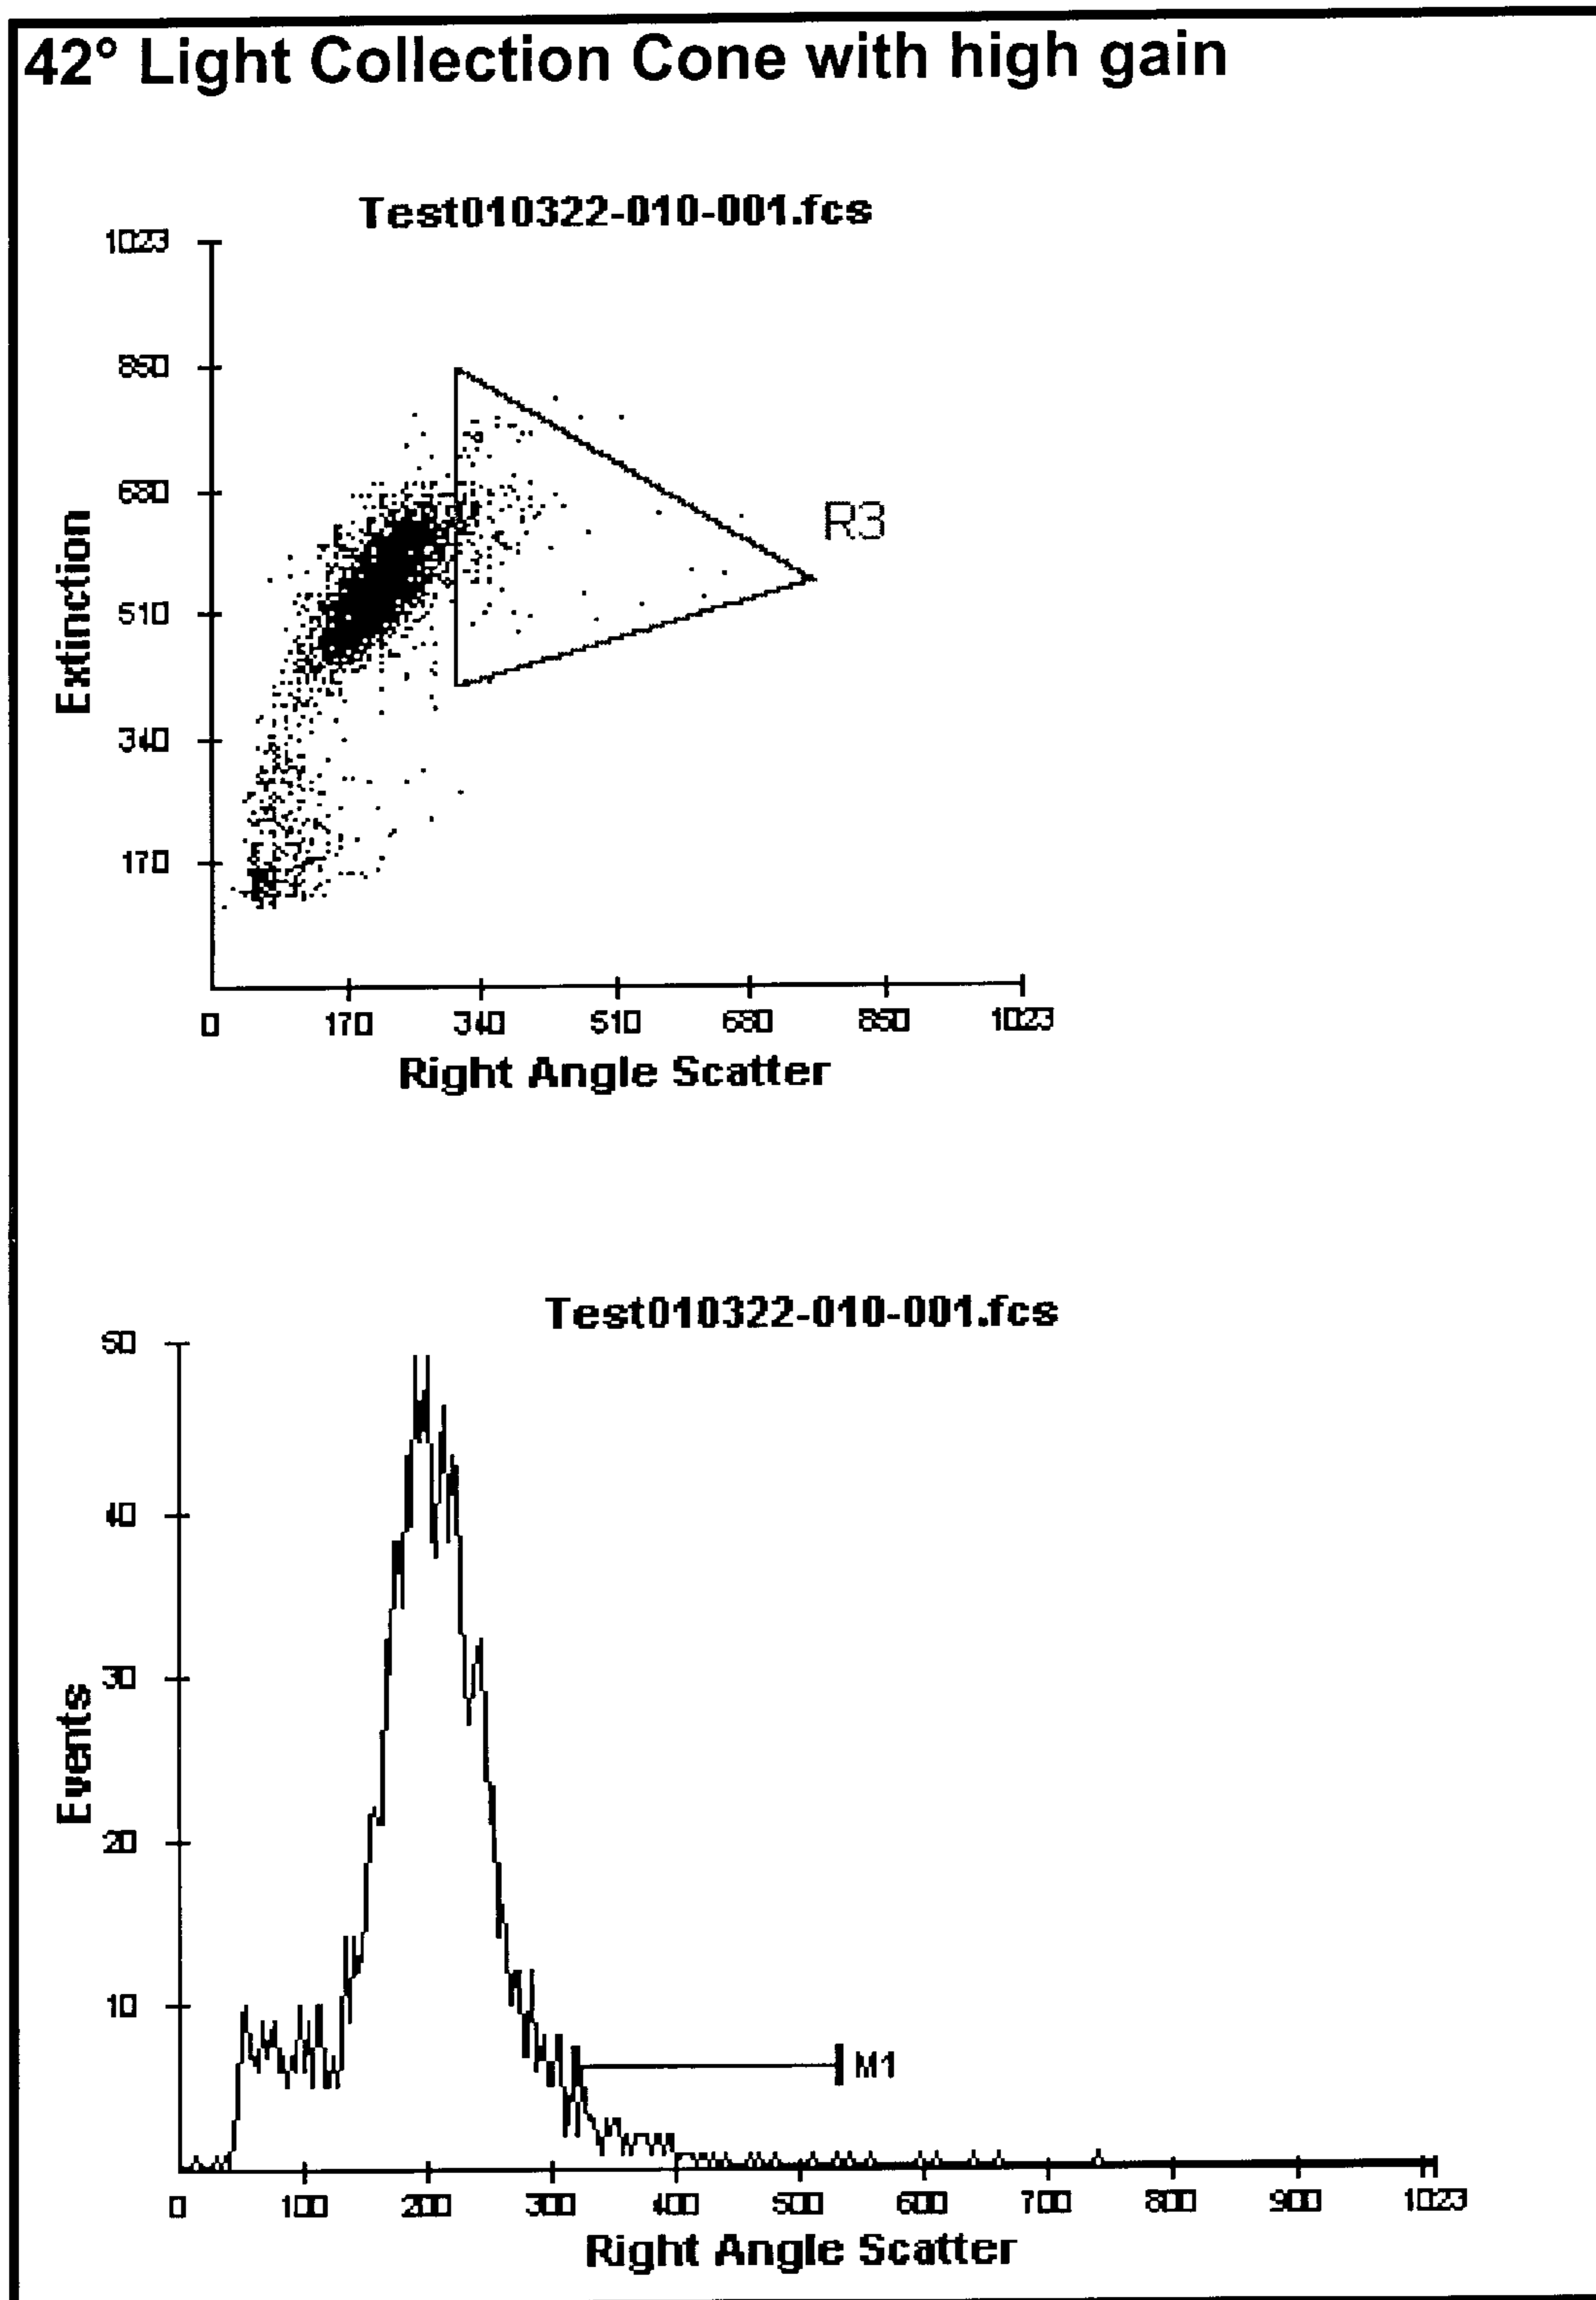 42° Light Collection Cone with high gain
Test010322-010-001.fcs
1023
850
680
510
340
170
Extinction
R3
0 170 340 510 680 850 1023
Right Angle Scatter
Test010322-010-001.fcs
50
40
30
20
10
Events
M1
0 100 200 300 400 500 600 700 800 900 1023
Right Angle Scatter